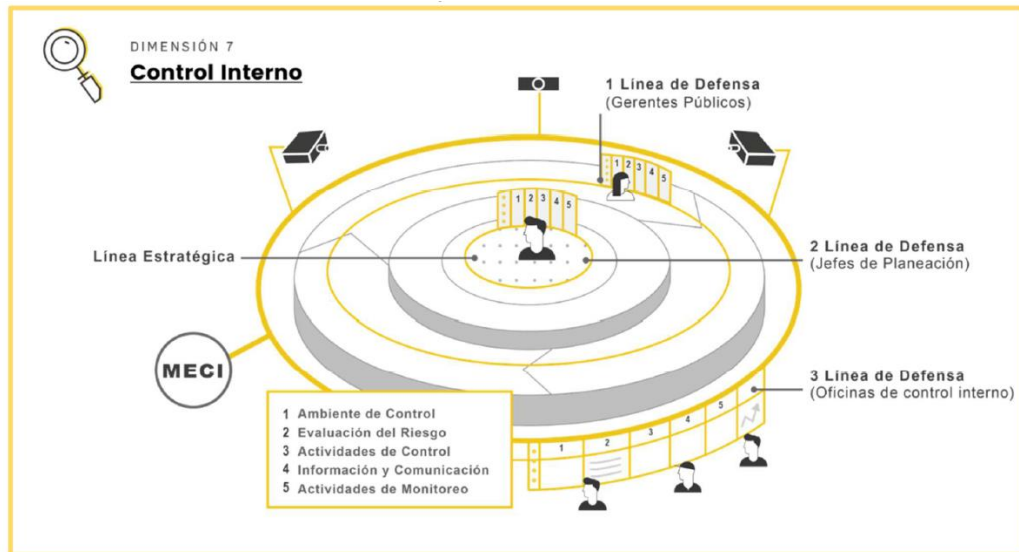 DIMENSIÓN 7
Control Interno
1 Línea de Defensa
(Gerentes Públicos)
1 2 3 4 5
1 2 3 4 5
Línea Estratégica
2 Línea de Defensa
(Jefes de Planeación)
MECI
3 Línea de Defensa
(Oficinas de control interno)
1 Ambiente de Control
2 Evaluación del Riesgo
3 Actividades de Control
4 Información y Comunicación
5 Actividades de Monitoreo
1 2 3 4 5